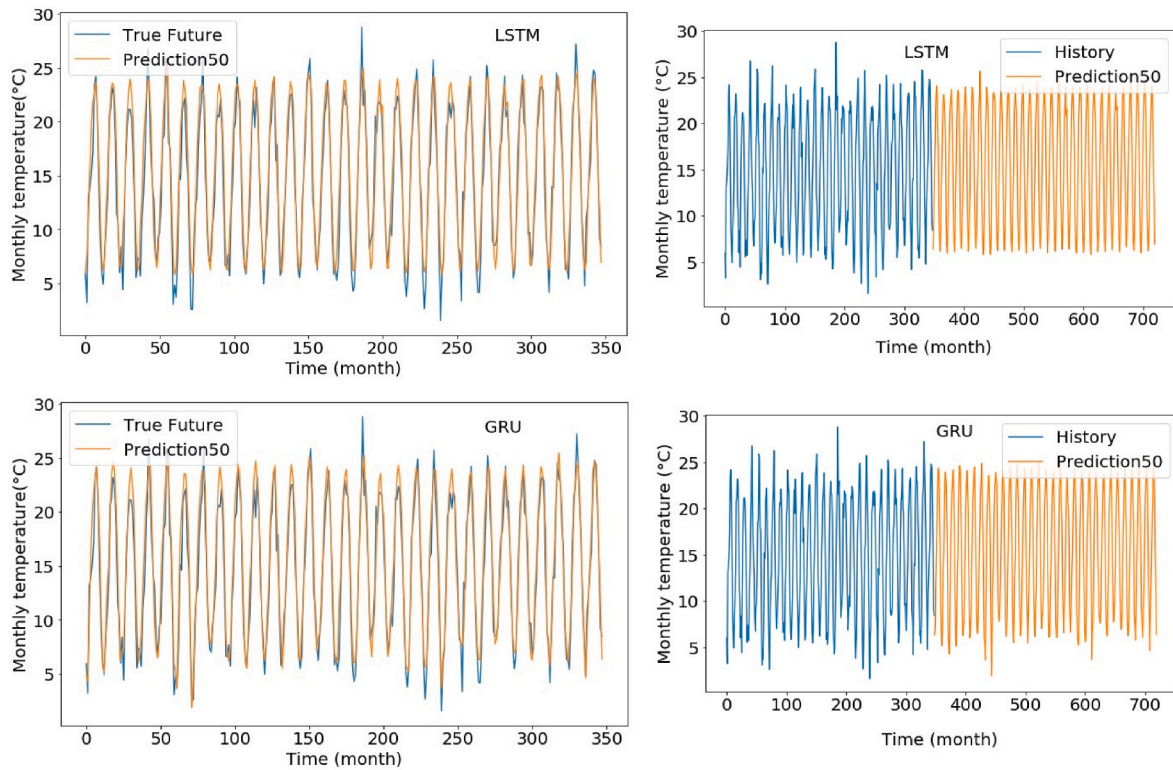 30
25
20
15
10
5
Monthly temperature(°C)
True Future
Prediction50
LSTM
0 50 100 150 200 250 300 350
Time (month)
30
25
20
15
10
5
Monthly temperature (°C)
LSTM
History
Prediction50
0 100 200 300 400 500 600 700
Time (month)
30
25
20
15
10
5
Monthly temperature(°C)
True Future
Prediction50
GRU
0 50 100 150 200 250 300 350
Time (month)
30
25
20
15
10
5
0
Monthly temperature (°C)
GRU
History
Prediction50
0 100 200 300 400 500 600 700
Time (month)